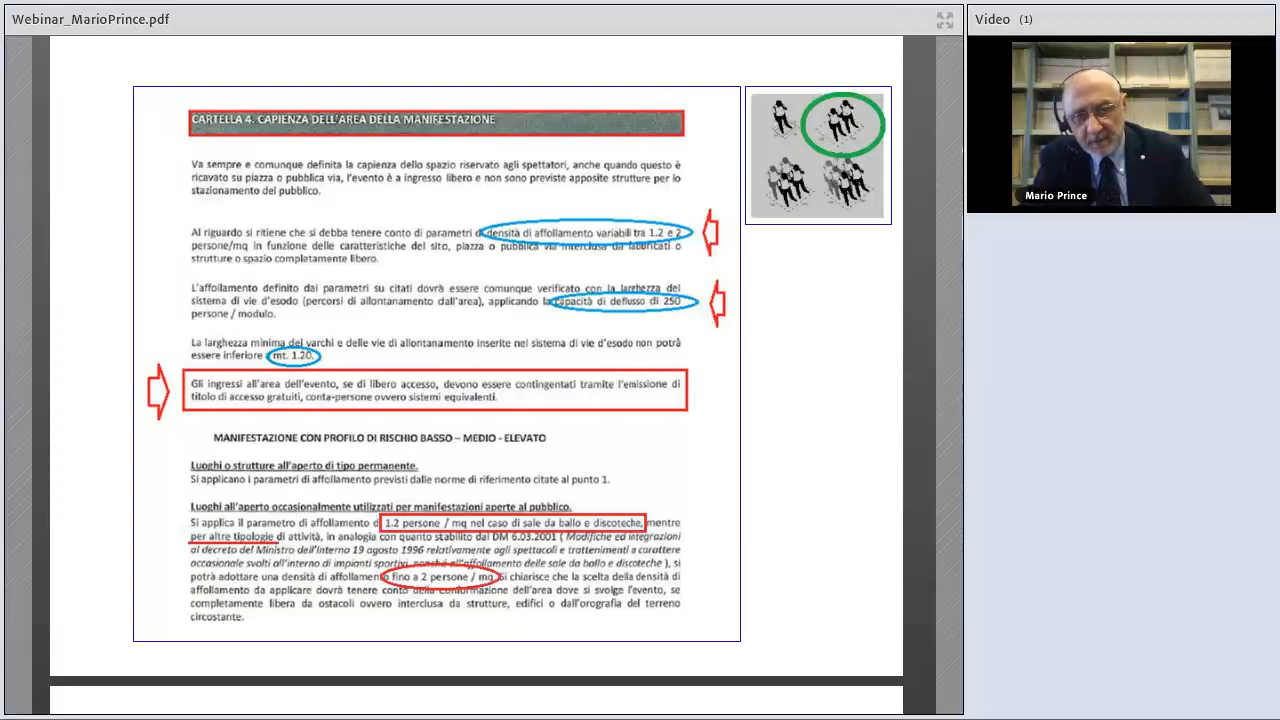 Webinar_MarioPrince.pdf
Video (1)
Mario Prince
CARTELLA 4. CAPIENZA DELL'AREA DELLA MANIFESTAZIONE
Va sempre e comunque definita la capienza dello spazio riservato agli spettatori, anche quando questo è
ricavato su piazza o pubblica via, l'evento è a ingresso libero e non sono previste apposite strutture per lo
stazionamento del pubblico.
Al riguardo si ritiene che si debba tenere conto di parametri di densità di affollamento variabili tra 1.2 e 2
persone/mq in funzione delle caratteristiche del sito, piazza o pubblica via interclusa da fabbricati o
strutture o spazio completamente libero.
L'affollamento definito dai parametri su citati dovrà essere comunque verificato con la larghezza del
sistema di vie d'esodo (percorsi di allontanamento dall'area), applicando la capacità di deflusso di 250
persone / modulo.
La larghezza minima dei varchi e delle vie di allontanamento inserite nel sistema di vie d'esodo non potrà
essere inferiore a mt. 1.20.
Gli ingressi all'area dell'evento, se di libero accesso, devono essere contingentati tramite l'emissione di
titolo di accesso gratuiti, conta-persone ovvero sistemi equivalenti.
MANIFESTAZIONE CON PROFILO DI RISCHIO BASSO – MEDIO - ELEVATO
Luoghi o strutture all'aperto di tipo permanente.
Si applicano i parametri di affollamento previsti dalle norme di riferimento citate al punto 1.
Luoghi all'aperto occasionalmente utilizzati per manifestazioni aperte al pubblico.
Si applica il parametro di affollamento di 1.2 persone / mq nel caso di sale da ballo e discoteche, mentre
per altre tipologie di attività, in analogia con quanto stabilito dal DM 6.03.2001 ( Modifiche ed integrazioni
al decreto del Ministro dell'interno 19 agosto 1996 relativamente agli spettacoli e trattenimenti a carattere
occasionale svolti all'interno di impianti sportivi, nonché all'affollamento delle sale da ballo e discoteche ), si
potrà adottare una densità di affollamento fino a 2 persone / mq. Si chiarisce che la scelta della densità di
affollamento da applicare dovrà tenere conto della conformazione dell'area dove si svolge l'evento, se
completamente libera da ostacoli ovvero interclusa da strutture, edifici o dall'orografia del terreno
circostante.